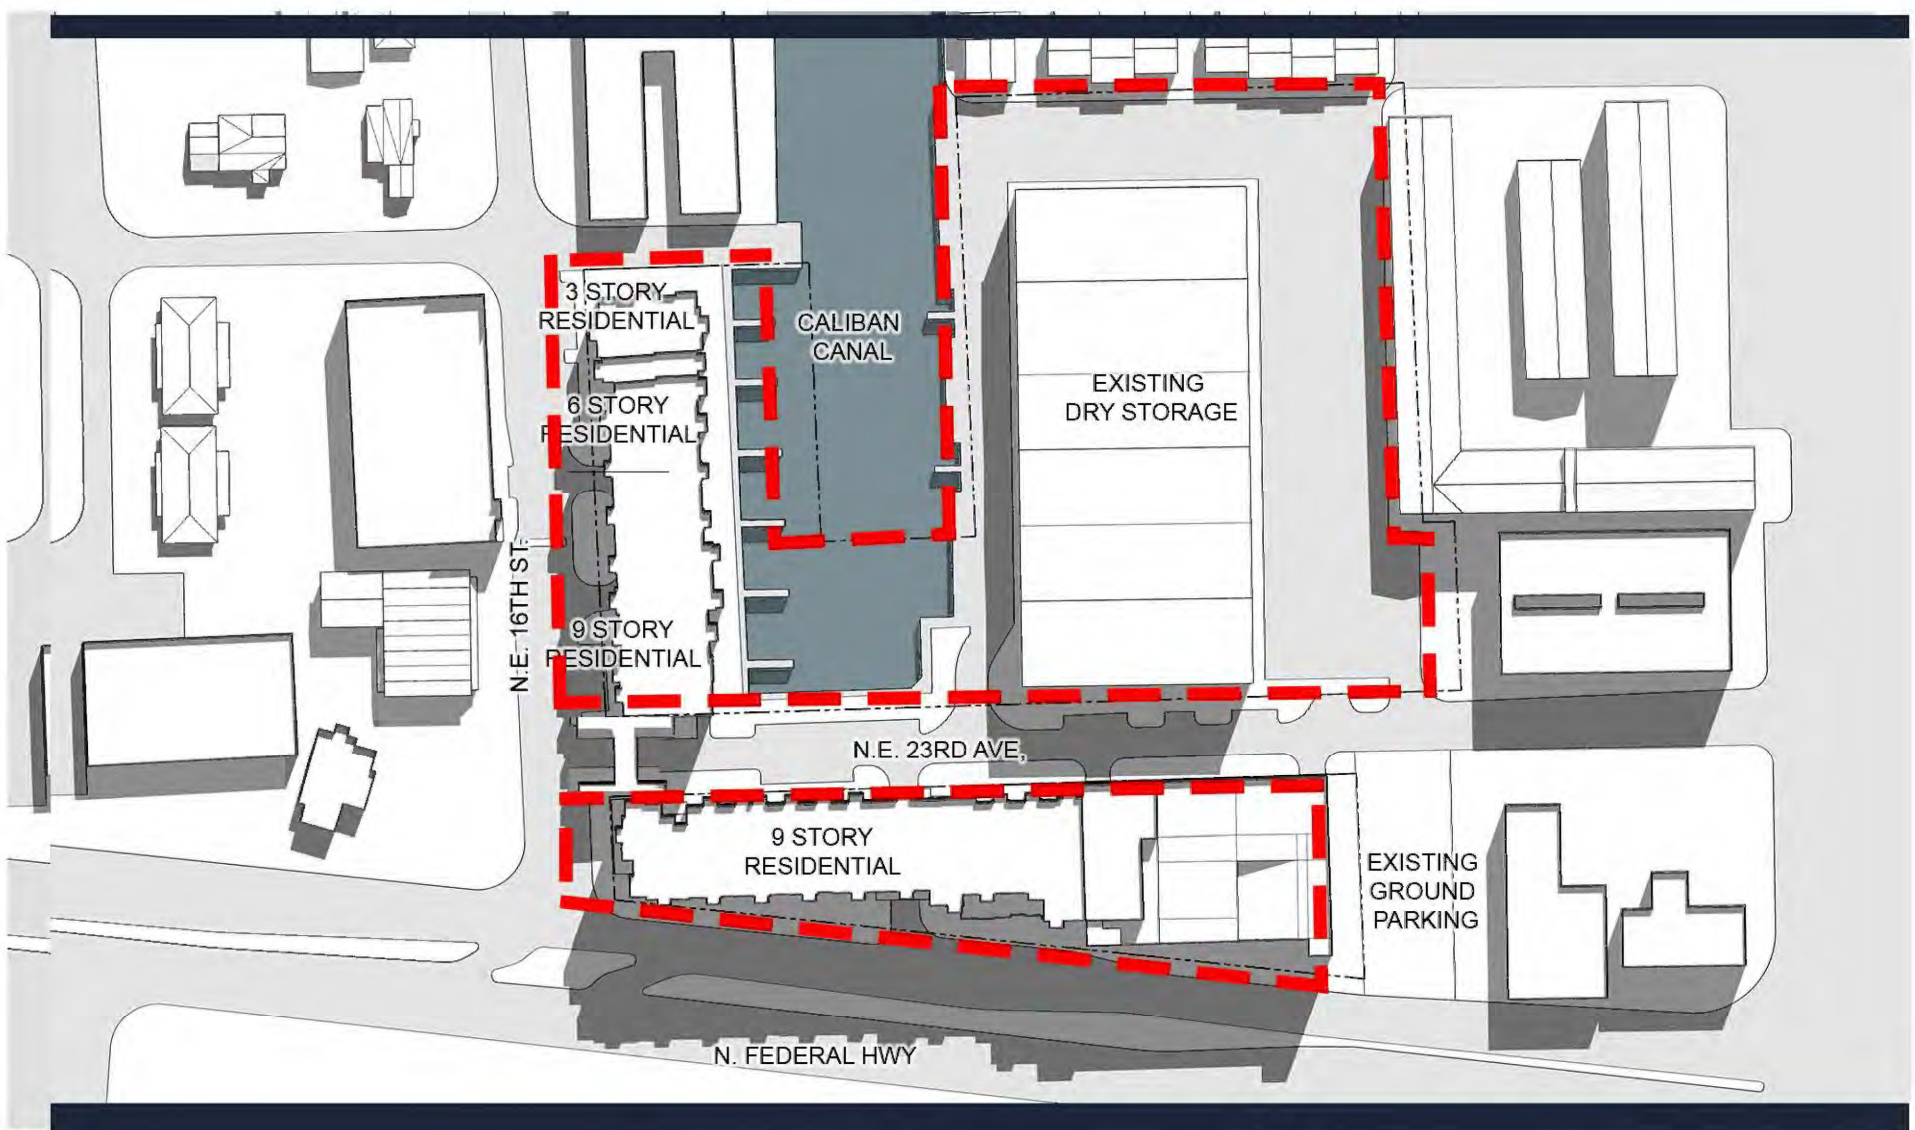 3 STORY
RESIDENTIAL
CALIBAN
CANAL
EXISTING
DRY STORAGE
6 STORY
RESIDENTIAL
N.E. 16TH ST.
9 STORY
RESIDENTIAL
N.E. 23RD AVE,
9 STORY
RESIDENTIAL
EXISTING
GROUND
PARKING
N. FEDERAL HWY